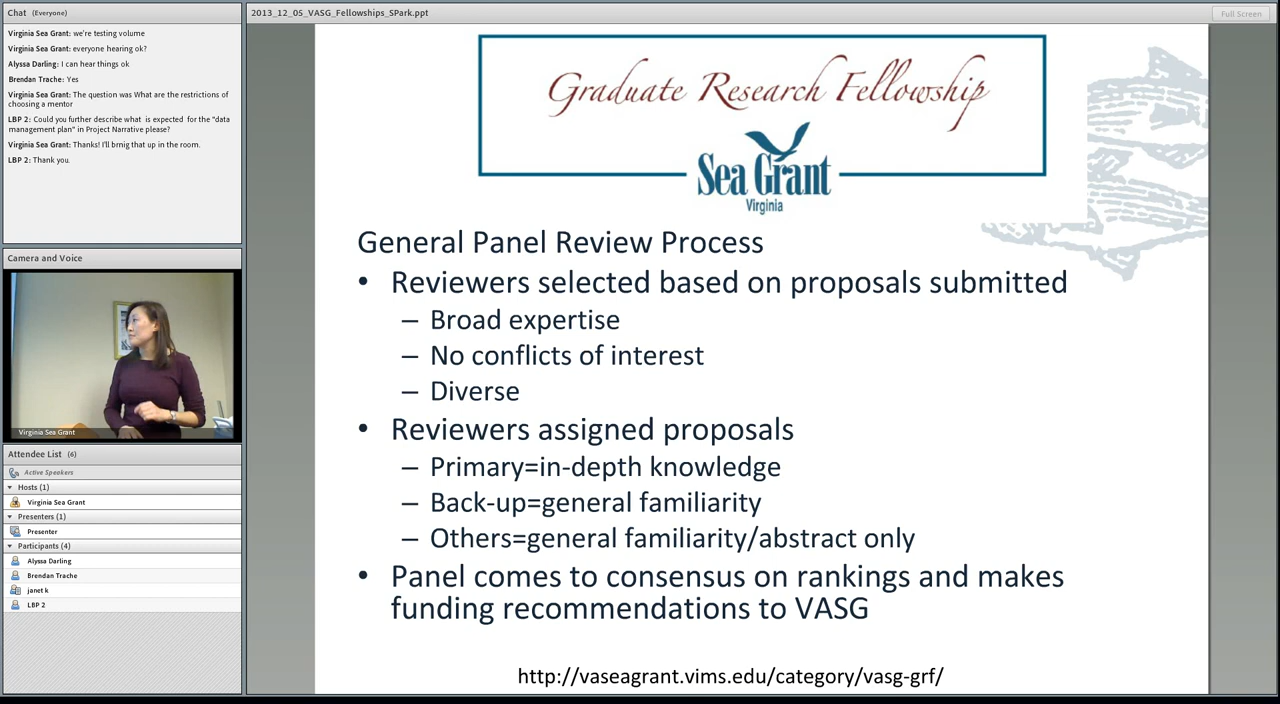 Chat (Everyone)
Virginia Sea Grant: we're testing volume
Virginia Sea Grant: everyone hearing ok?
Alyssa Darling: I can hear things ok
Brendan Trache: Yes
Virginia Sea Grant: The question was What are the restrictions of
choosing a mentor
LBP 2: Could you further describe what is expected for the "data
management plan" in Project Narrative please?
Virginia Sea Grant: Thanks! I'll brnig that up in the room.
LBP 2: Thank you.
Camera and Voice
Virginia Sea Grant
Attendee List (6)
Active Speakers
Hosts (1)
Virginia Sea Grant
Presenters (1)
Presenter
Participants (4)
Alyssa Darling
Brendan Trache
janet k
LBP 2
2013_12_05_VASG_Fellowships_SPark.ppt
Full Screen
Graduate Research Fellowship
Sea Grant
Virginia
General Panel Review Process
• Reviewers selected based on proposals submitted
– Broad expertise
– No conflicts of interest
– Diverse
• Reviewers assigned proposals
– Primary=in-depth knowledge
– Back-up=general familiarity
– Others=general familiarity/abstract only
• Panel comes to consensus on rankings and makes
funding recommendations to VASG
http://vaseagrant.vims.edu/category/vasg-grf/